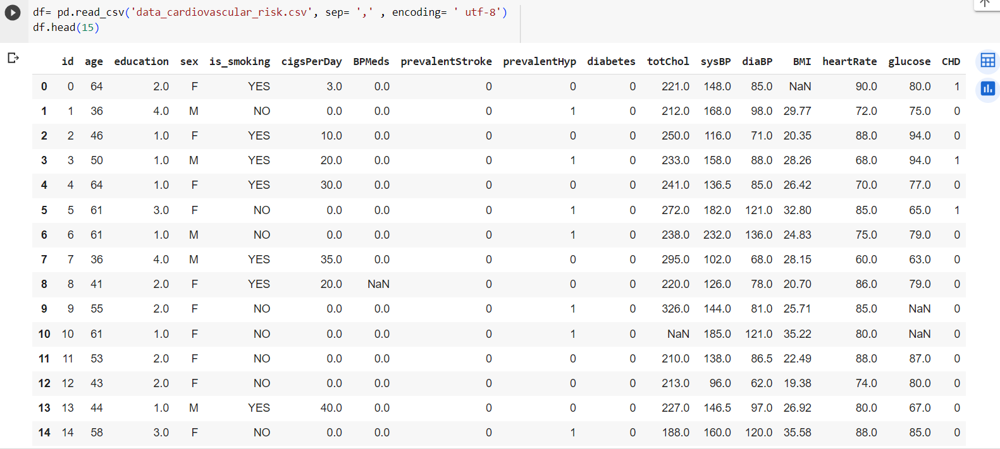 df= pd.read_csv('data_cardiovascular_risk.csv', sep= ',' , encoding= ' utf-8')
df.head(15)
id age education sex is_smoking cigsPerDay BPMeds prevalentStroke prevalentHyp diabetes totChol sysBP diaBP BMI heartRate glucose CHD
0 0 64 2.0 F YES 3.0 0.0 0 0 0 221.0 148.0 85.0 NaN 90.0 80.0 1
1 1 36 4.0 M NO 0.0 0.0 0 1 0 212.0 168.0 98.0 29.77 72.0 75.0 0
2 2 46 1.0 F YES 10.0 0.0 0 0 0 250.0 116.0 71.0 20.35 88.0 94.0 0
3 3 50 1.0 M YES 20.0 0.0 0 1 0 233.0 158.0 88.0 28.26 68.0 94.0 1
4 4 64 1.0 F YES 30.0 0.0 0 0 0 241.0 136.5 85.0 26.42 70.0 77.0 0
5 5 61 3.0 F NO 0.0 0.0 0 1 0 272.0 182.0 121.0 32.80 85.0 65.0 1
6 6 61 1.0 M NO 0.0 0.0 0 1 0 238.0 232.0 136.0 24.83 75.0 79.0 0
7 7 36 4.0 M YES 35.0 0.0 0 0 0 295.0 102.0 68.0 28.15 60.0 63.0 0
8 8 41 2.0 F YES 20.0 NaN 0 0 0 220.0 126.0 78.0 20.70 86.0 79.0 0
9 9 55 2.0 F NO 0.0 0.0 0 1 0 326.0 144.0 81.0 25.71 85.0 NaN 0
10 10 61 1.0 F NO 0.0 0.0 0 1 0 NaN 185.0 121.0 35.22 80.0 NaN 0
11 11 53 2.0 F NO 0.0 0.0 0 0 0 210.0 138.0 86.5 22.49 88.0 87.0 0
12 12 43 2.0 F NO 0.0 0.0 0 0 0 213.0 96.0 62.0 19.38 74.0 80.0 0
13 13 44 1.0 M YES 40.0 0.0 0 0 0 227.0 146.5 97.0 26.92 80.0 67.0 0
14 14 58 3.0 F NO 0.0 0.0 0 1 0 188.0 160.0 120.0 35.58 88.0 85.0 0